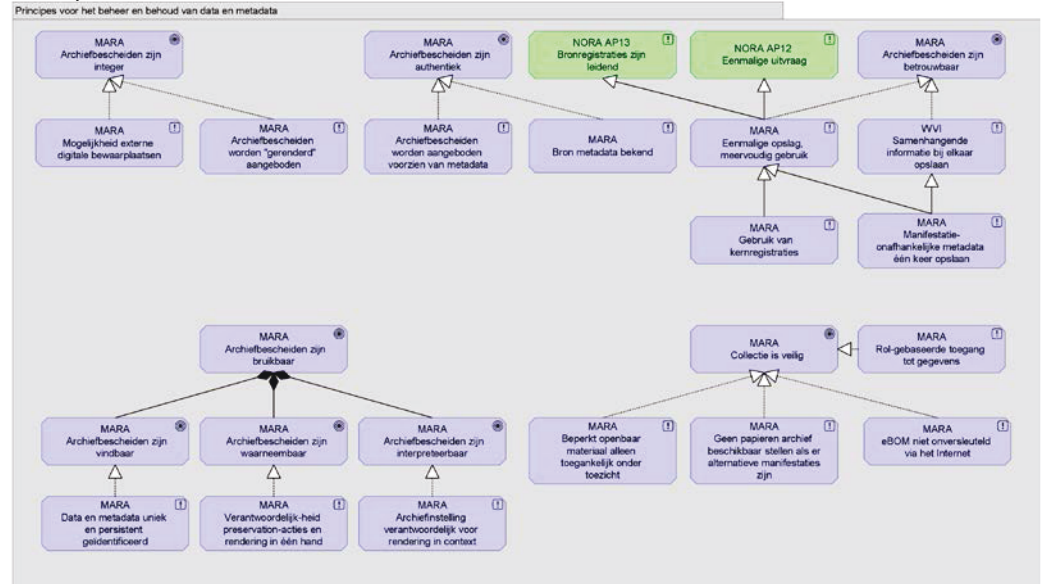 Principes voor het beheer en behoud van data en metadata
MARA
Archiefbescheiden zijn
integer
MARA
Archiefbescheiden zijn
authentiek
NORA AP13
Bronregistraties zijn
leidend
NORA AP12
Eenmalige uitvraag
MARA
Archiefbescheiden zijn
betrouwbaar
MARA
Mogelijkheid externe
digitale bewaarplaatsen
MARA
Archiefbescheiden
worden "gerenderd"
aangeboden
MARA
Archiefbescheiden
worden aangeboden
voorzien van metadata
MARA
Bron metadata bekend
MARA
Eenmalige opslag,
meervoudig gebruik
WVI
Samenhangende
informatie bij elkaar
opslaan
MARA
Gebruik van
kernregistraties
MARA
Manifestatie-
onafhankelijke metadata
één keer opslaan
MARA
Archiefbescheiden zijn
bruikbaar
MARA
Collectie is veilig
MARA
Rol-gebaseerde toegang
tot gegevens
MARA
Archiefbescheiden zijn
vindbaar
MARA
Archiefbescheiden zijn
waarneembaar
MARA
Archiefbescheiden zijn
interpreteerbaar
MARA
Beperkt openbaar
materiaal alleen
toegankelijk onder
toezicht
MARA
Geen papieren archief
beschikbaar stellen als er
alternatieve manifestaties
zijn
MARA
eBOM niet onversleuteld
via het Internet
MARA
Data en metadata uniek
en persistent
geïdentificeerd
MARA
Verantwoordelijk-heid
preservation-acties en
rendering in één hand
MARA
Archiefinstelling
verantwoordelijk voor
rendering in context